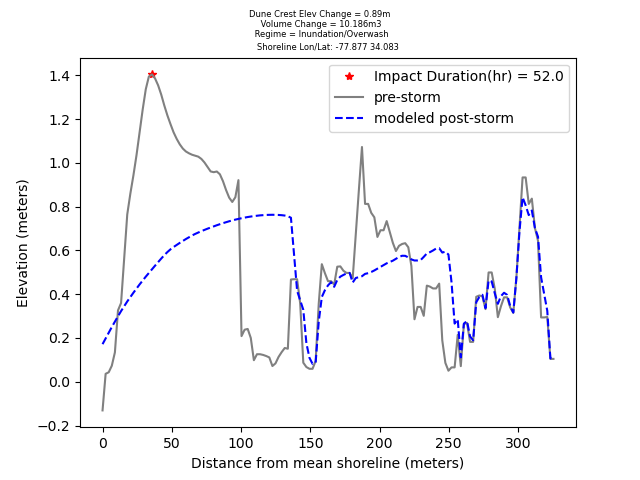 Dune Crest Elev Change = 0.89m
Volume Change = 10.186m3
Regime = Inundation/Overwash
Shoreline Lon/Lat: -77.877 34.083
Impact Duration(hr) = 52.0
pre-storm
modeled post-storm
1.4
1.2
1.0
0.8
0.6
0.4
0.2
0.0
−0.2
Elevation (meters)
0 50 100 150 200 250 300
Distance from mean shoreline (meters)